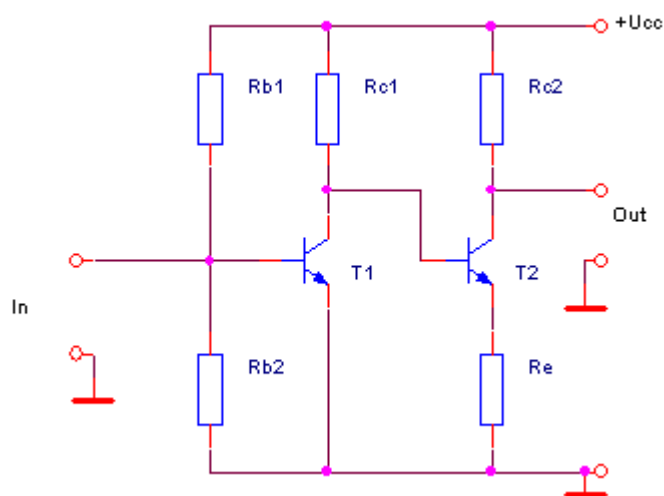 +Ucc
Rb1
Rc1
Rc2
Out
T1
T2
In
Rb2
Re